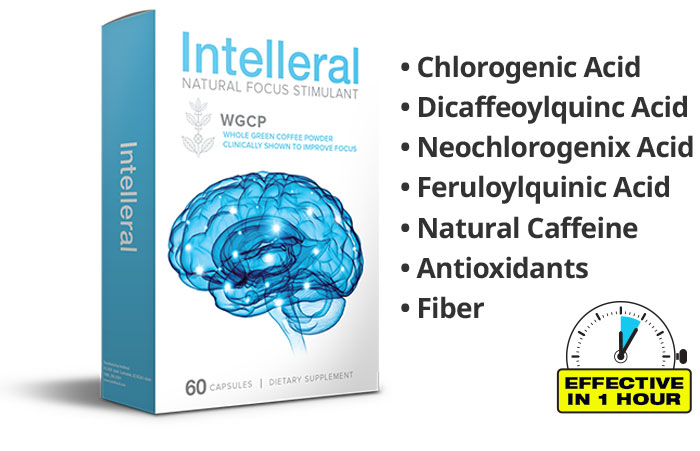 Intelleral
NATURAL FOCUS STIMULANT
WGCP
WHOLE GREEN COFFEE POWDER
CLINICALLY SHOWN TO IMPROVE FOCUS
Intelleral
60 CAPSULES | DIETARY SUPPLEMENT
• Chlorogenic Acid
• Dicaffeoylquinc Acid
• Neochlorogenix Acid
• Feruloylquinic Acid
• Natural Caffeine
• Antioxidants
• Fiber
EFFECTIVE
IN 1 HOUR